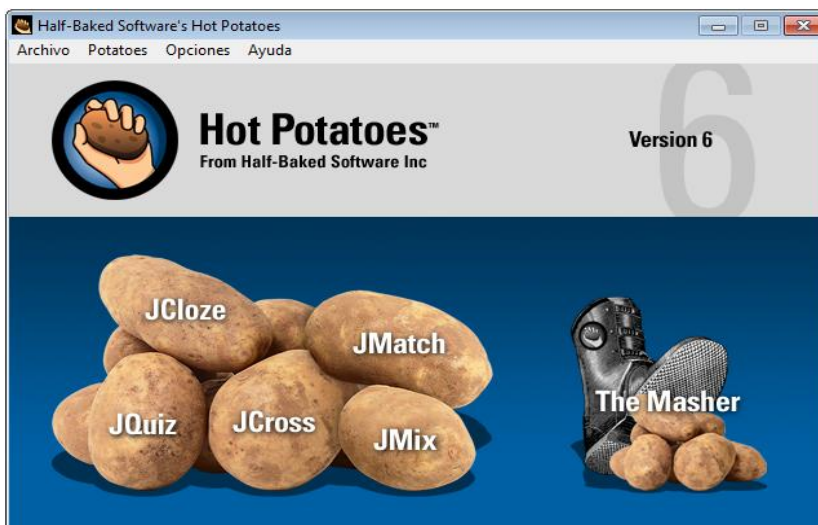 Half-Baked Software's Hot Potatoes
Archivo Potatoes Opciones Ayuda
Hot Potatoes™
From Half-Baked Software Inc
Version 6
6
JCloze
JMatch
JQuiz
JCross
JMix
The Masher